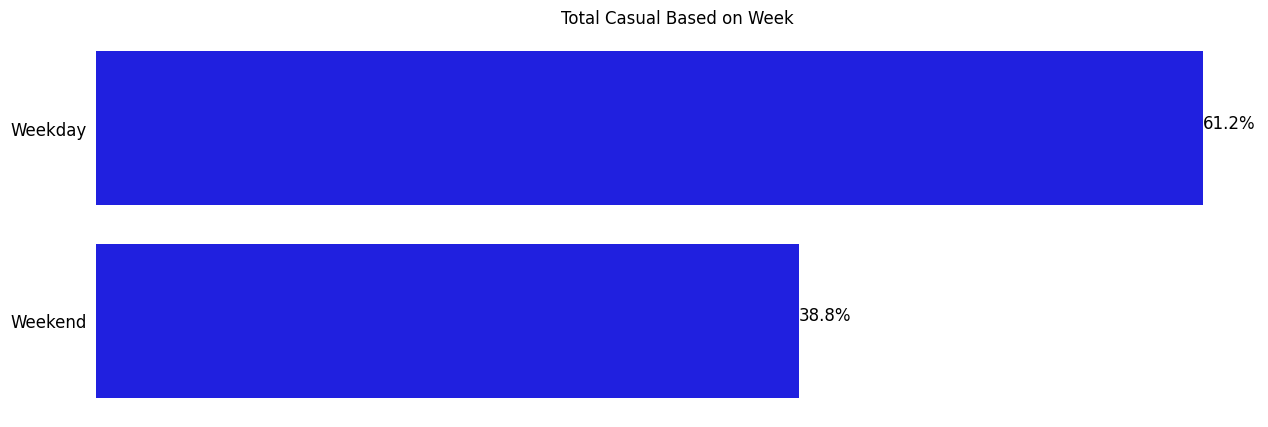 Total Casual Based on Week
Weekday
61.2%
Weekend
38.8%